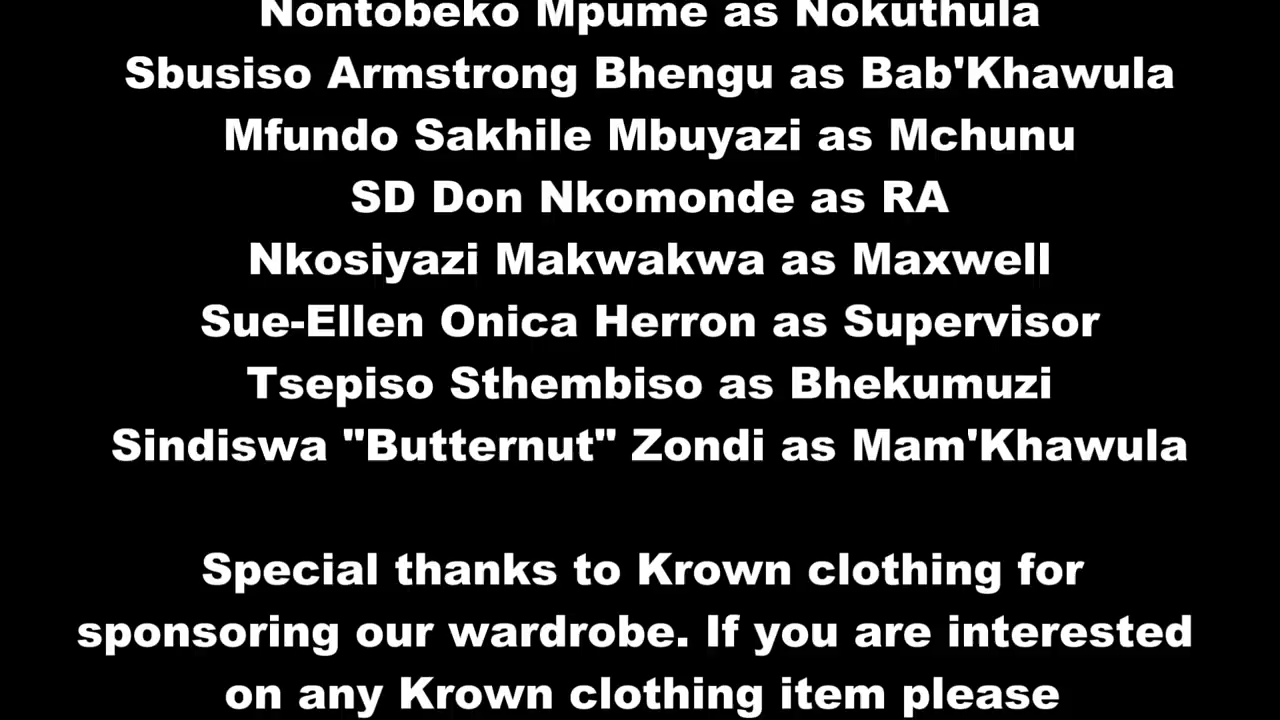 Nontobeko Mpume as Nokuthula
Sbusiso Armstrong Bhengu as Bab'Khawula
Mfundo Sakhile Mbuyazi as Mchunu
SD Don Nkomonde as RA
Nkosiyazi Makwakwa as Maxwell
Sue-Ellen Onica Herron as Supervisor
Tsepiso Sthembiso as Bhekumuzi
Sindiswa "Butternut" Zondi as Mam'Khawula
Special thanks to Krown clothing for
sponsoring our wardrobe. If you are interested
on any Krown clothing item please